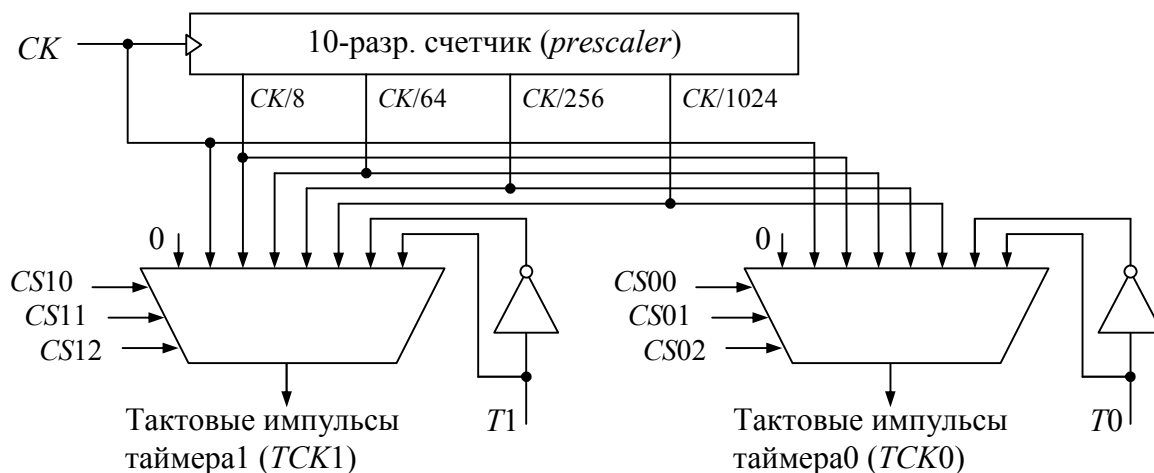 10-разр. счетчик (prescaler)
CK
CK/8
CK/64
CK/256
CK/1024
0
0
CS10
CS11
CS12
CS00
CS01
CS02
Тактовые импульсы
таймера1 (TCK1)
T1
Тактовые импульсы
таймера0 (TCK0)
T0